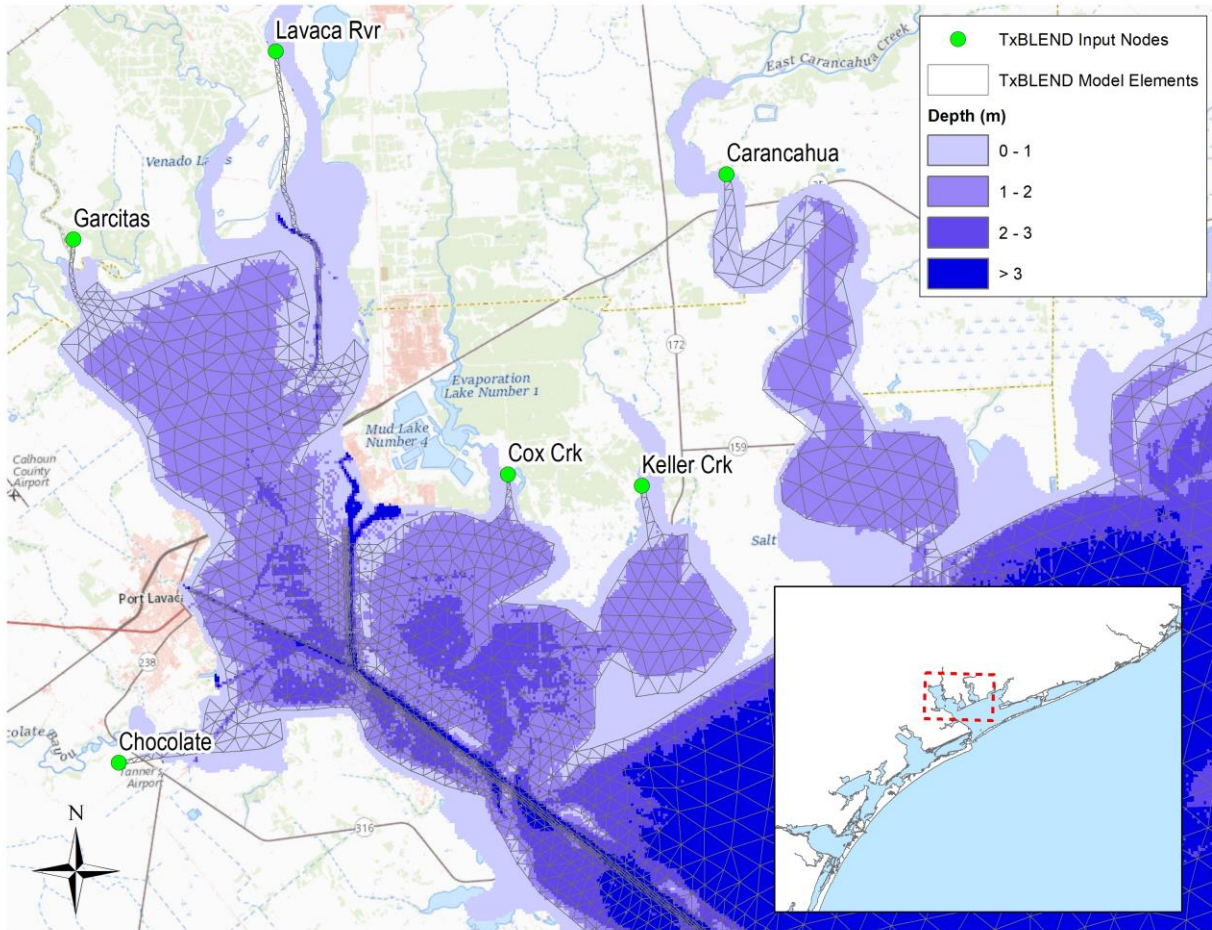 Lavaca Rvr
East Carancahua Creek
TxBLEND Input Nodes
TxBLEND Model Elements
Depth (m)
0 - 1
1 - 2
2 - 3
> 3
Carancahua
Garcitas
172
Evaporation
Lake Number 1
Mud Lake
Number 4
159
Cox Crk
Keller Crk
Calhoun
County
Airport
Salt
Port Lavaca
238
Chocolate
Tanner's
Airport
316
N